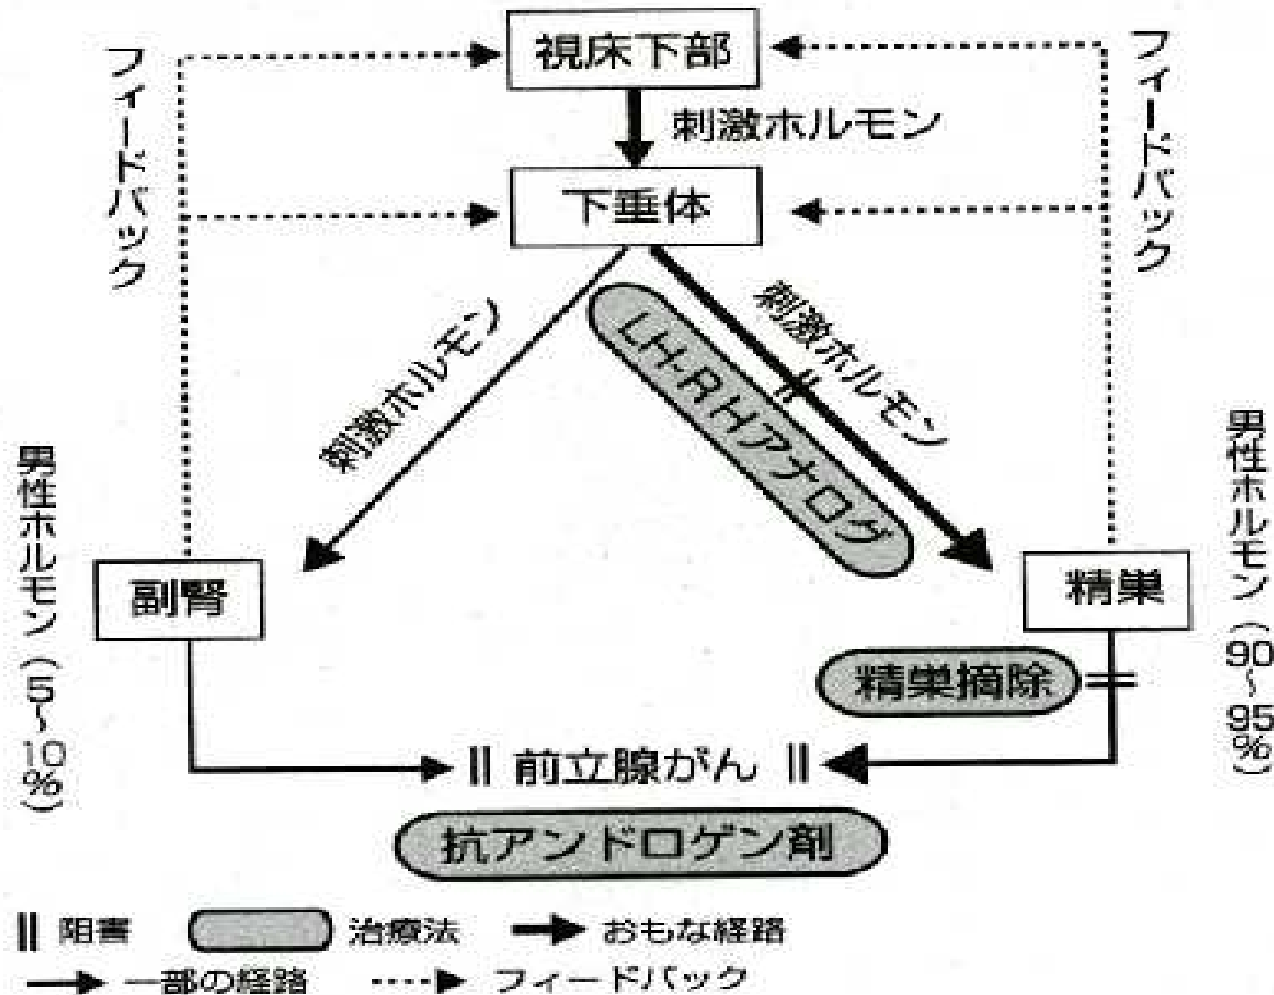 視床下部
フィードバック
フィードバック
刺激ホルモン
下垂体
刺激ホルモン
LH-RHアナログ
刺激ホルモン
男性ホルモン(5~10%)
副腎
精巣
男性ホルモン(90~95%)
精巣摘除
前立腺がん
抗アンドロゲン剤
阻害 治療法 おもな経路
一部の経路 フィードバック